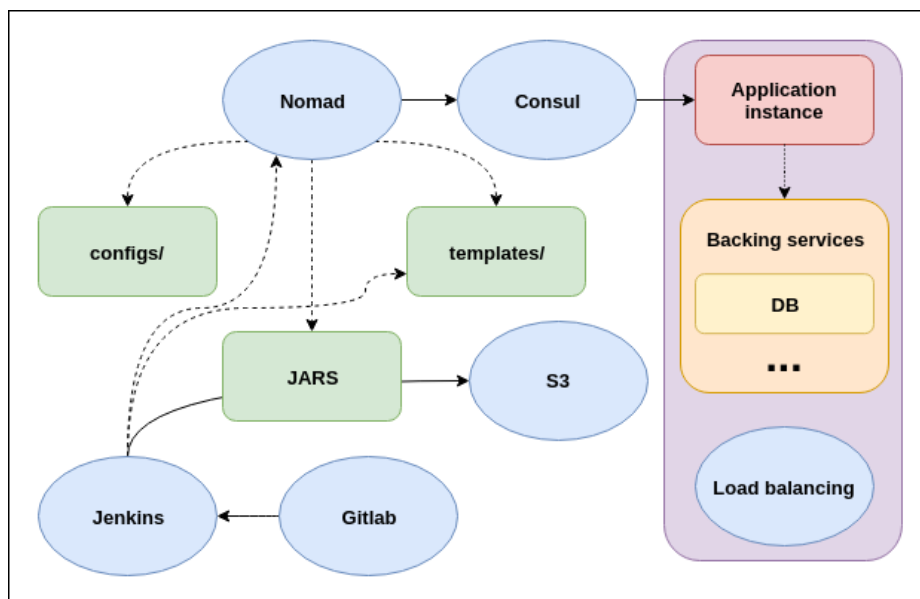 Nomad
Consul
Application
instance
configs/
templates/
Backing services
DB
...
JARS
S3
Jenkins
Gitlab
Load balancing